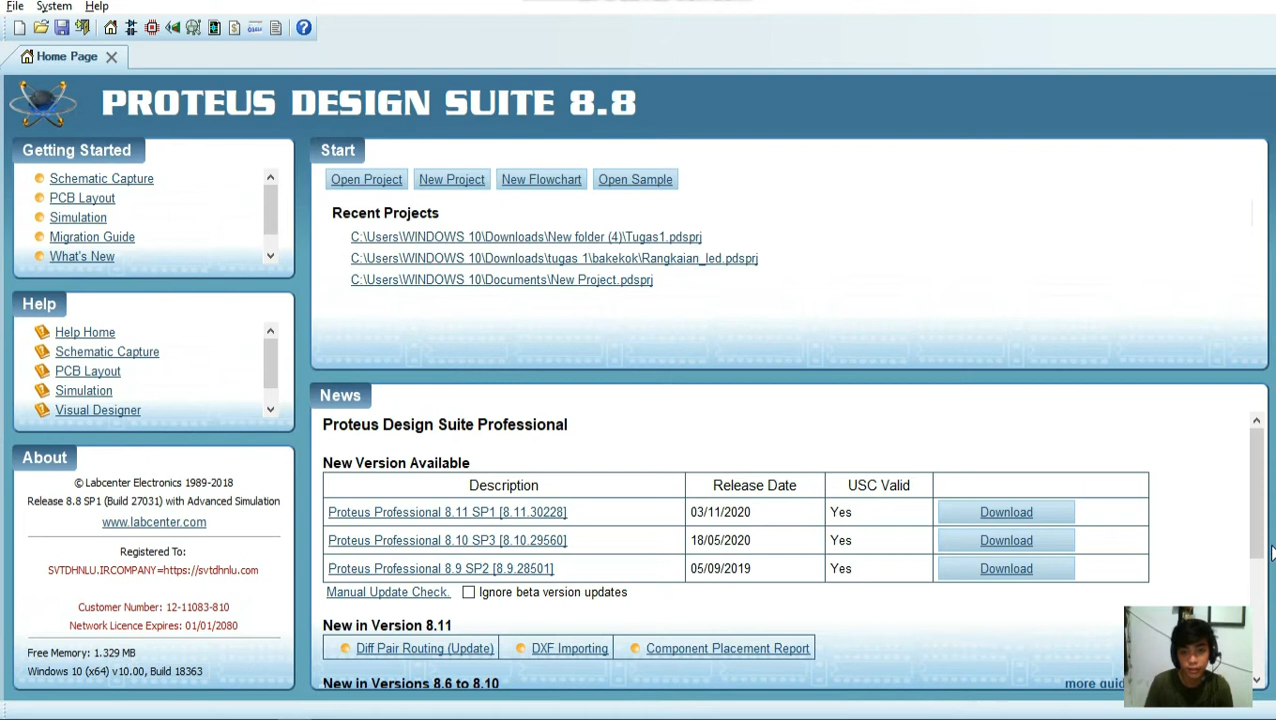 File System Help
Home Page
PROTEUS DESIGN SUITE 8.8
Getting Started
Schematic Capture
PCB Layout
Simulation
Migration Guide
What's New
Help
Help Home
Schematic Capture
PCB Layout
Simulation
Visual Designer
About
© Labcenter Electronics 1989-2018
Release 8.8 SP1 (Build 27031) with Advanced Simulation
www.labcenter.com
Registered To:
SVTDHNLU.IRCOMPANY=https://svtdhnlu.com
Customer Number: 12-11083-810
Network Licence Expires: 01/01/2080
Free Memory: 1.329 MB
Windows 10 (x64) v10.00, Build 18363
Start
Open Project New Project New Flowchart Open Sample
Recent Projects
C:\Users\WINDOWS 10\Downloads\New folder (4)\Tugas1.pdsprj
C:\Users\WINDOWS 10\Downloads\tugas 1\bakekok\Rangkaian_led.pdsprj
C:\Users\WINDOWS 10\Documents\New Project.pdsprj
News
Proteus Design Suite Professional
New Version Available
Description Release Date USC Valid
Proteus Professional 8.11 SP1 [8.11.30228] 03/11/2020 Yes Download
Proteus Professional 8.10 SP3 [8.10.29560] 18/05/2020 Yes Download
Proteus Professional 8.9 SP2 [8.9.28501] 05/09/2019 Yes Download
Manual Update Check. Ignore beta version updates
New in Version 8.11
Diff Pair Routing (Update) DXF Importing Component Placement Report
New in Versions 8.6 to 8.10
more